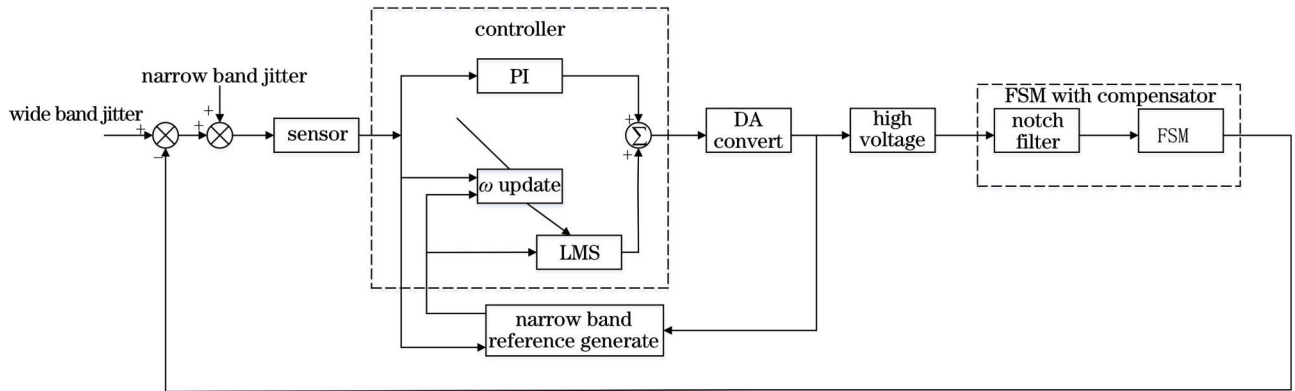 controller
narrow band jitter
PI
FSM with compensator
wide band jitter
+
+
+
+
−
sensor
+
+
Σ
DA
convert
high
voltage
notch
filter
FSM
ω update
LMS
narrow band
reference generate